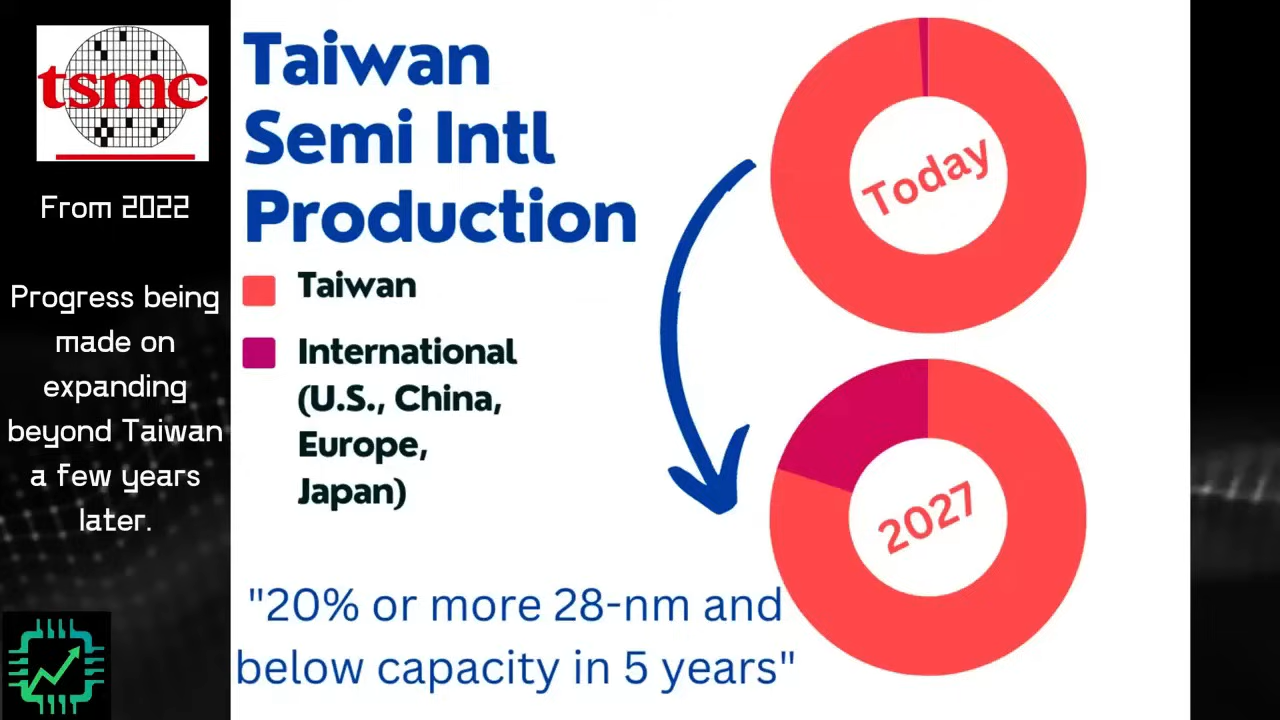 tsmc
From 2022
Progress being
made on
expanding
beyond Taiwan
a few years
later.
Taiwan
Semi Intl
Production
Taiwan
International
(U.S., China,
Europe,
Japan)
"20% or more 28-nm and
below capacity in 5 years"
Today
2027